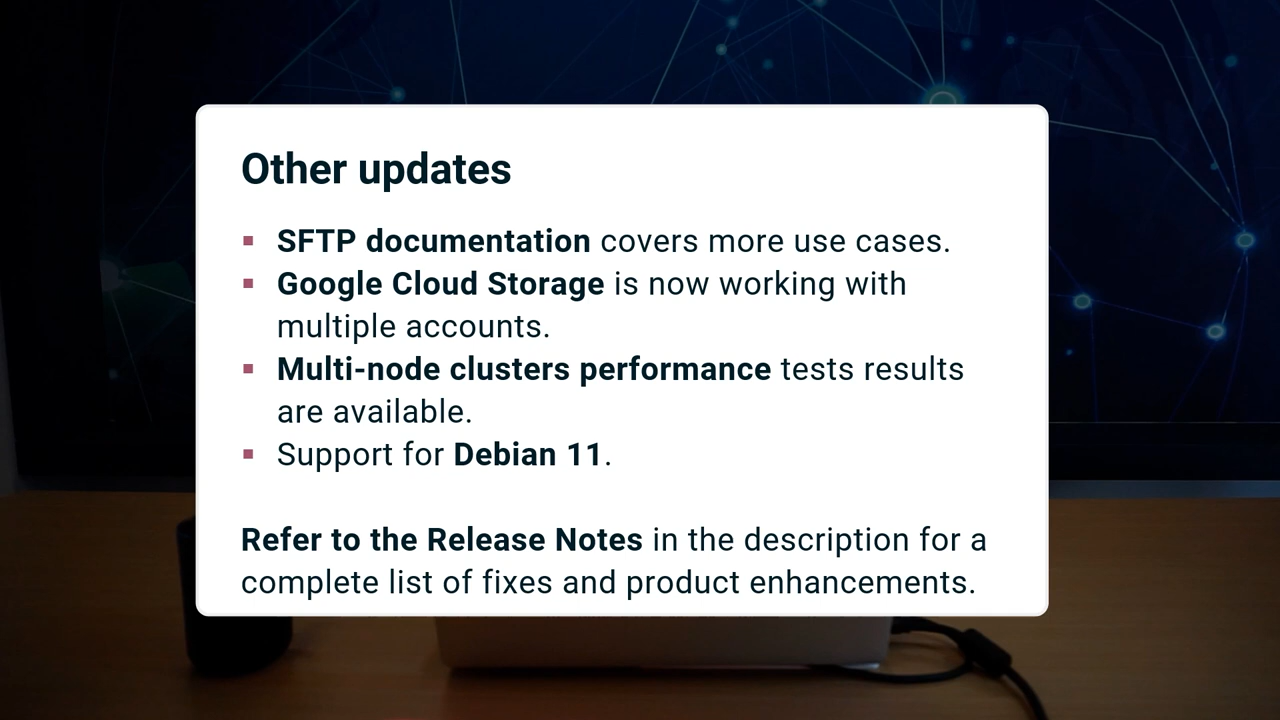 Other updates
SFTP documentation covers more use cases.
Google Cloud Storage is now working with
multiple accounts.
Multi-node clusters performance tests results
are available.
Support for Debian 11.
Refer to the Release Notes in the description for a
complete list of fixes and product enhancements.